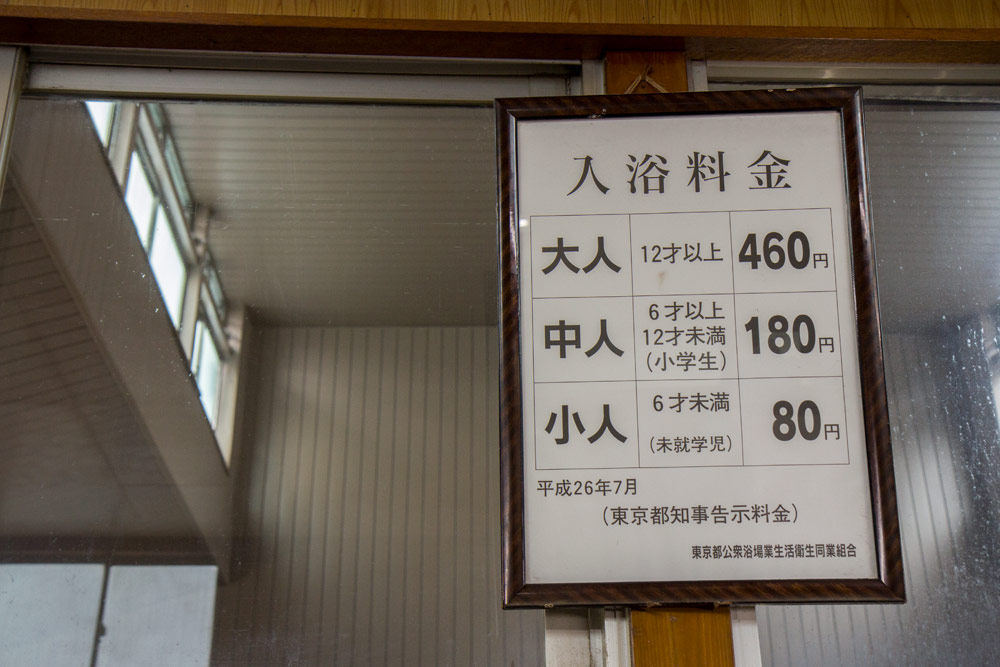 入浴料金
大人 12才以上 460円
中人 6才以上 12才未満 (小学生) 180円
小人 6才未満 (未就学児) 80円
平成26年7月
(東京都知事告示料金)
東京都公衆浴場業生活衛生同業組合